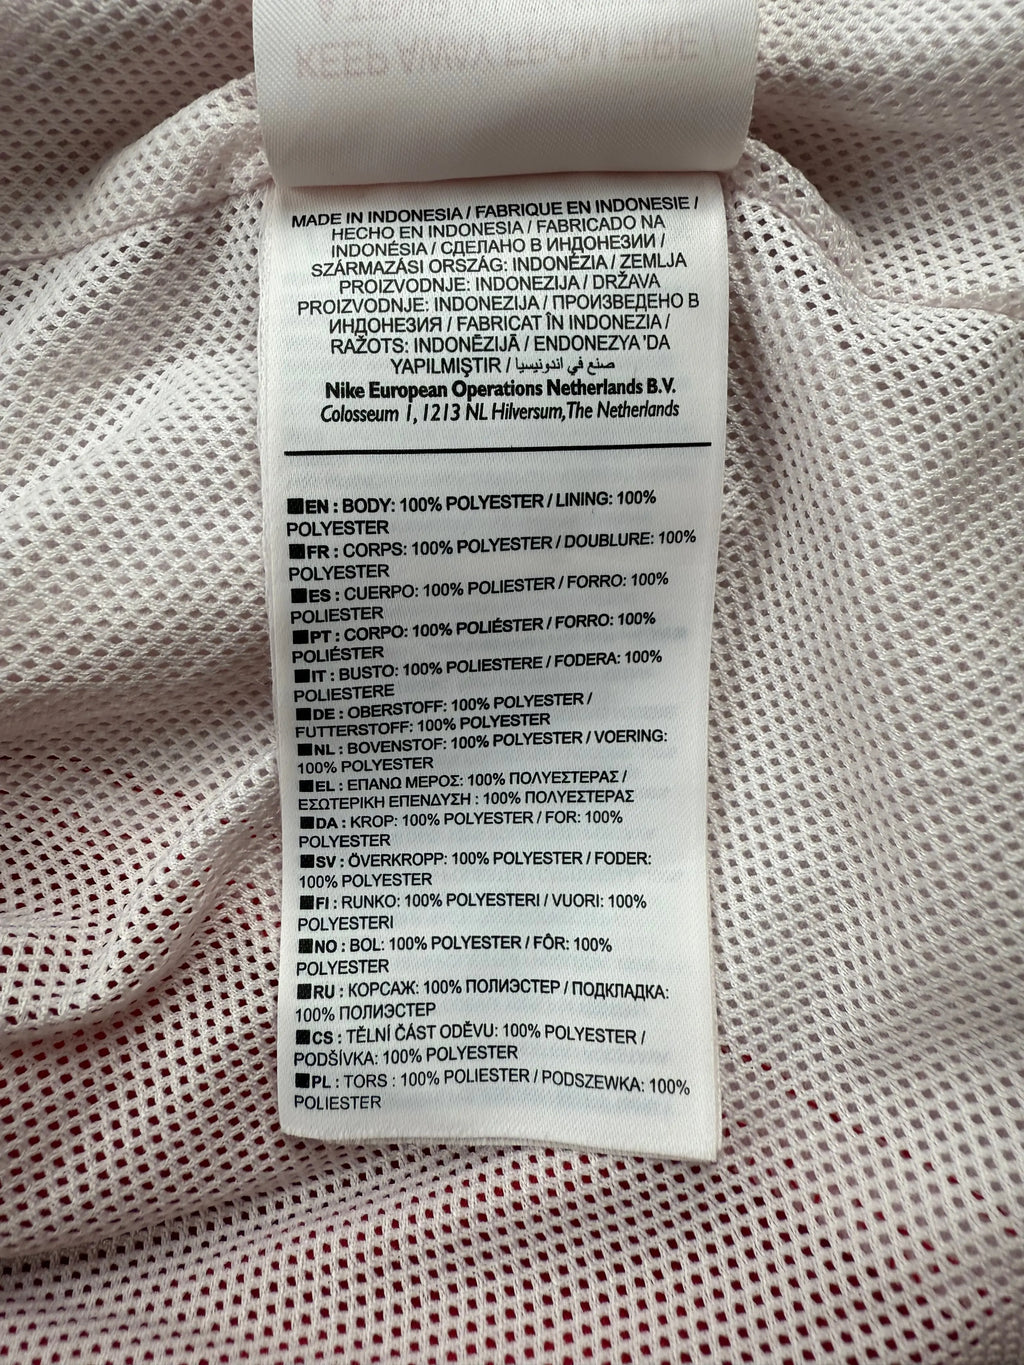 KEEP AWAY FROM FIRE /
MADE IN INDONESIA / FABRIQUE EN INDONESIE /
HECHO EN INDONESIA / FABRICADO NA
INDONÉSIA / СДЕЛАНО В ИНДОНЕЗИИ /
SZÁRMAZÁSI ORSZÁG: INDONÉZIA / ZEMLJA
PROIZVODNJE: INDONEZIJA / DRŽAVA
PROIZVODNJE: INDONEZIJA / ПРОИЗВЕДЕНО В
ИНДОНЕЗИЯ / FABRICAT ÎN INDONEZIA /
RAŽOTS: INDONĒZIJĀ / ENDONEZYA'DA
YAPILMIŞTIR / صنع في اندونيسيا
Nike European Operations Netherlands B.V.
Colosseum 1, 1213 NL Hilversum, The Netherlands
EN : BODY: 100% POLYESTER / LINING: 100%
POLYESTER
FR : CORPS: 100% POLYESTER / DOUBLURE: 100%
POLYESTER
ES : CUERPO: 100% POLIESTER / FORRO: 100%
POLIESTER
PT : CORPO: 100% POLIÉSTER / FORRO: 100%
POLIÉSTER
IT : BUSTO: 100% POLIESTERE / FODERA: 100%
POLIESTERE
DE : OBERSTOFF: 100% POLYESTER /
FUTTERSTOFF: 100% POLYESTER
NL : BOVENSTOF: 100% POLYESTER / VOERING:
100% POLYESTER
EL : ΕΠΑΝΩ ΜΕΡΟΣ: 100% ΠΟΛΥΕΣΤΕΡΑΣ /
ΕΣΩΤΕΡΙΚΗ ΕΠΕΝΔΥΣΗ : 100% ΠΟΛΥΕΣΤΕΡΑΣ
DA : KROP: 100% POLYESTER / FOR: 100%
POLYESTER
SV : ÖVERKROPP: 100% POLYESTER / FODER:
100% POLYESTER
FI : RUNKO: 100% POLYESTERI / VUORI: 100%
POLYESTERI
NO : BOL: 100% POLYESTER / FÔR: 100%
POLYESTER
RU : КОРСАЖ: 100% ПОЛИЭСТЕР / ПОДКЛАДКА:
100% ПОЛИЭСТЕР
CS : TĚLNÍ ČÁST ODĚVU: 100% POLYESTER /
PODŠÍVKA: 100% POLYESTER
PL : TORS : 100% POLIESTER / PODSZEWKA: 100%
POLIESTER